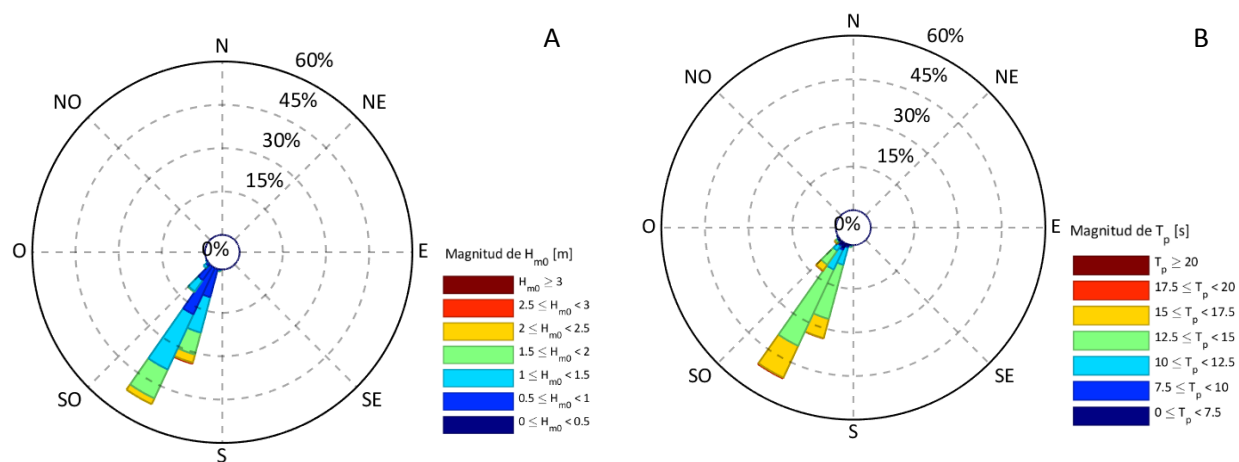 A
N
60%
NO
45%
NE
30%
15%
O
0%
E
SO
SE
S
Magnitud de Hm0 [m]
Hm0 ≥ 3
2.5 ≤ Hm0 < 3
2 ≤ Hm0 < 2.5
1.5 ≤ Hm0 < 2
1 ≤ Hm0 < 1.5
0.5 ≤ Hm0 < 1
0 ≤ Hm0 < 0.5
B
N
60%
NO
45%
NE
30%
15%
O
0%
E
SO
SE
S
Magnitud de Tp [s]
Tp ≥ 20
17.5 ≤ Tp < 20
15 ≤ Tp < 17.5
12.5 ≤ Tp < 15
10 ≤ Tp < 12.5
7.5 ≤ Tp < 10
0 ≤ Tp < 7.5